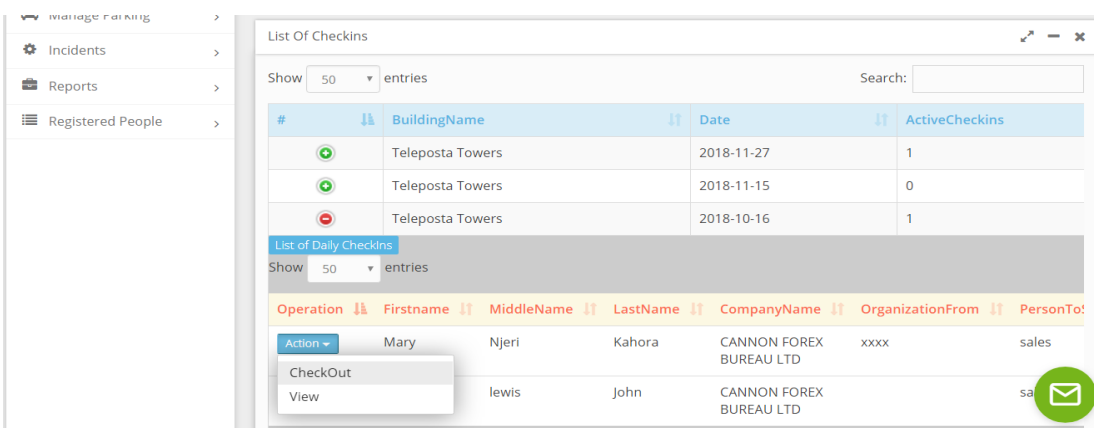 Manage Parking
Incidents
Reports
Registered People
List Of Checkins
Show 50 entries
Search:
# BuildingName Date ActiveCheckins
Teleposta Towers 2018-11-27 1
Teleposta Towers 2018-11-15 0
Teleposta Towers 2018-10-16 1
List of Daily CheckIns
Show 50 entries
Operation Firstname MiddleName LastName CompanyName OrganizationFrom
Action Mary Njeri Kahora CANNON FOREX xxxx sales
BUREAU LTD
CheckOut
View
lewis John CANNON FOREX
BUREAU LTD